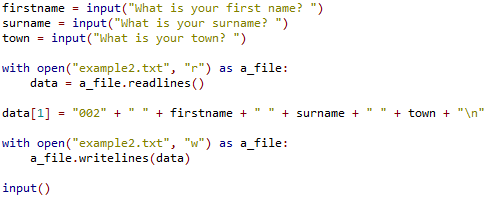 firstname = input("What is your first name? ")
surname = input("What is your surname? ")
town = input("What is your town? ")

with open("example2.txt", "r") as a_file:
    data = a_file.readlines()

data[1] = "002" + " " + firstname + " " + surname + " " + town + "\n"

with open("example2.txt", "w") as a_file:
    a_file.writelines(data)

input()